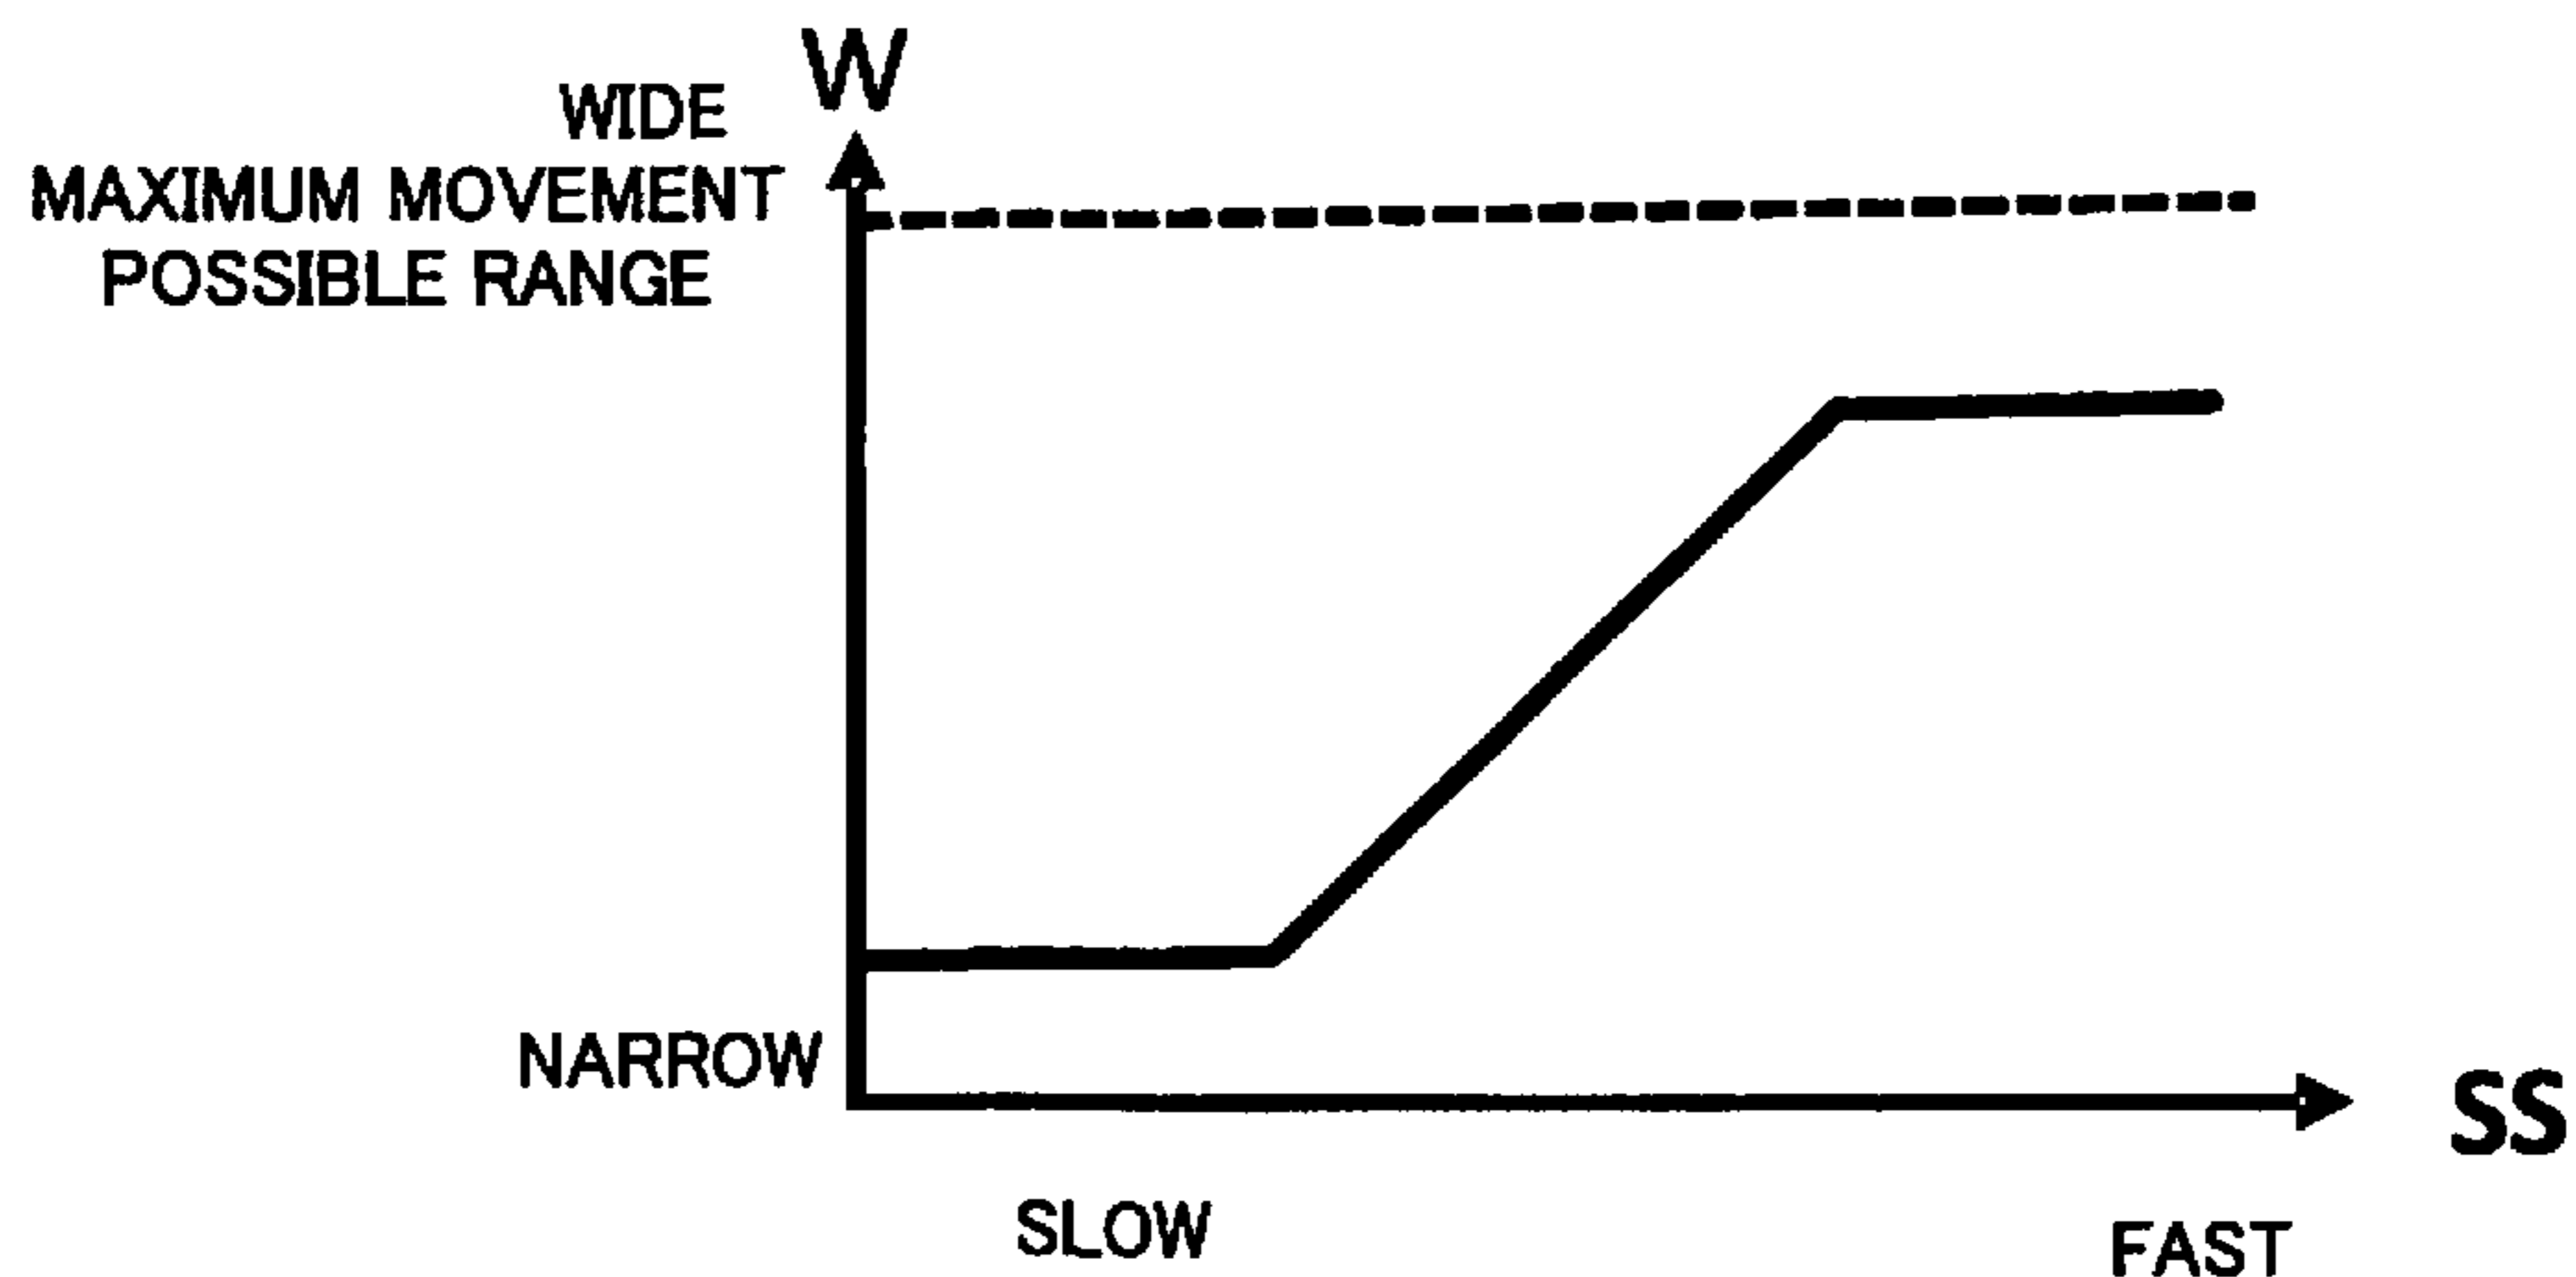 W
WIDE
MAXIMUM MOVEMENT
POSSIBLE RANGE
NARROW
SS
SLOW
FAST